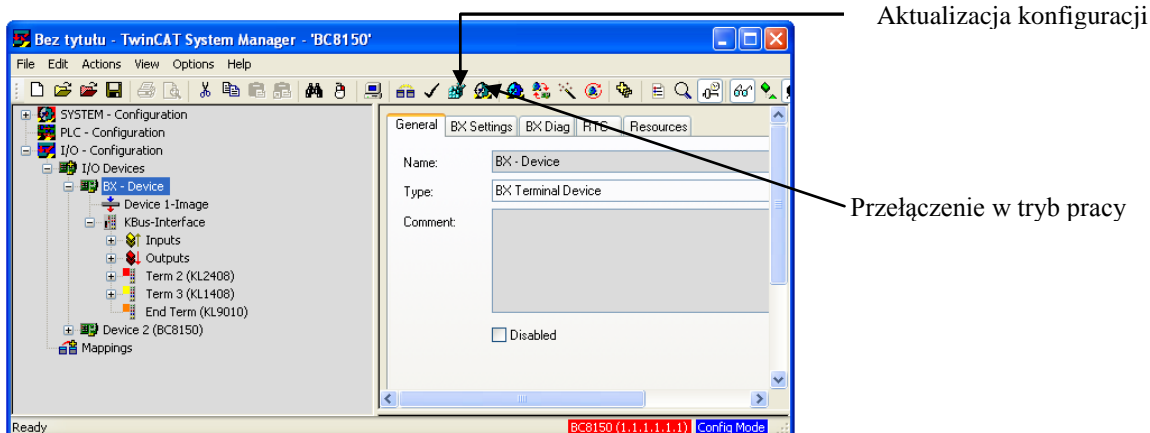 Aktualizacja konfiguracji
Bez tytułu - TwinCAT System Manager - 'BC8150'
File Edit Actions View Options Help
SYSTEM - Configuration
PLC - Configuration
I/O - Configuration
I/O Devices
BX - Device
Device 1-Image
KBus-Interface
Inputs
Outputs
Term 2 (KL2408)
Term 3 (KL1408)
End Term (KL9010)
Device 2 (BC8150)
Mappings
General BX Settings BX Diag RTC Resources
Name: BX - Device
Type: BX Terminal Device
Comment:
Disabled
Przełączenie w tryb pracy
Ready BC8150 (1.1.1.1.1.1) Config Mode